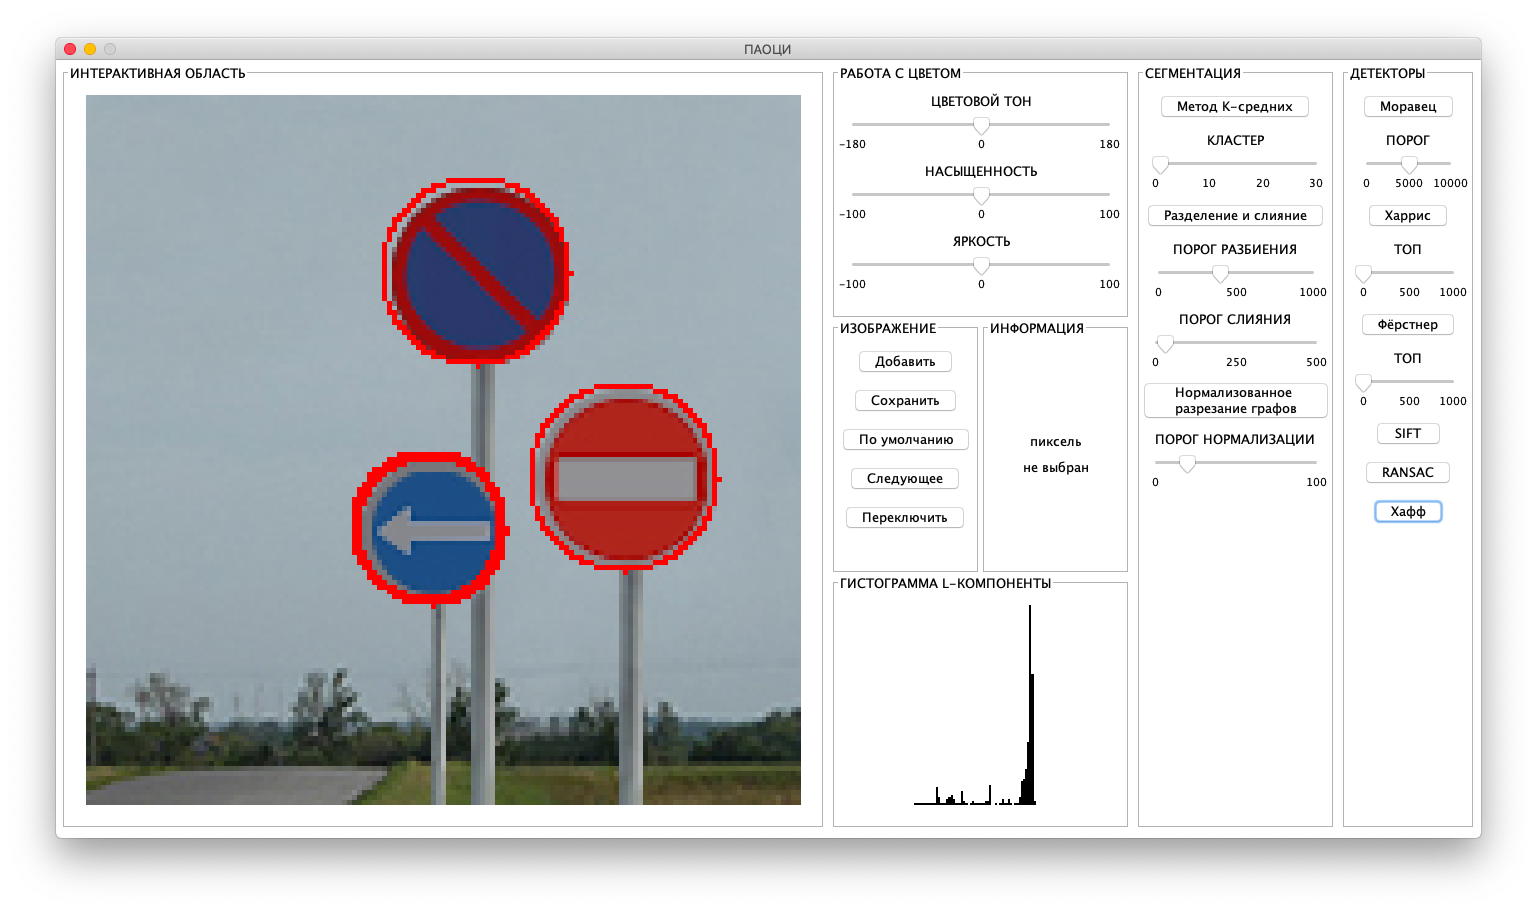 ПАОЦИ
ИНТЕРАКТИВНАЯ ОБЛАСТЬ
РАБОТА С ЦВЕТОМ
ЦВЕТОВОЙ ТОН
-180 0 180
НАСЫЩЕННОСТЬ
-100 0 100
ЯРКОСТЬ
-100 0 100
ИЗОБРАЖЕНИЕ
Добавить
Сохранить
По умолчанию
Следующее
Переключить
ИНФОРМАЦИЯ
пиксель
не выбран
ГИСТОГРАММА L-КОМПОНЕНТЫ
СЕГМЕНТАЦИЯ
Метод K-средних
КЛАСТЕР
0 10 20 30
Разделение и слияние
ПОРОГ РАЗБИЕНИЯ
0 500 1000
ПОРОГ СЛИЯНИЯ
0 250 500
Нормализованное
разрезание графов
ПОРОГ НОРМАЛИЗАЦИИ
0 100
ДЕТЕКТОРЫ
Моравец
ПОРОГ
0 5000 10000
Харрис
ТОП
0 500 1000
Фёрстнер
ТОП
0 500 1000
SIFT
RANSAC
Хафф